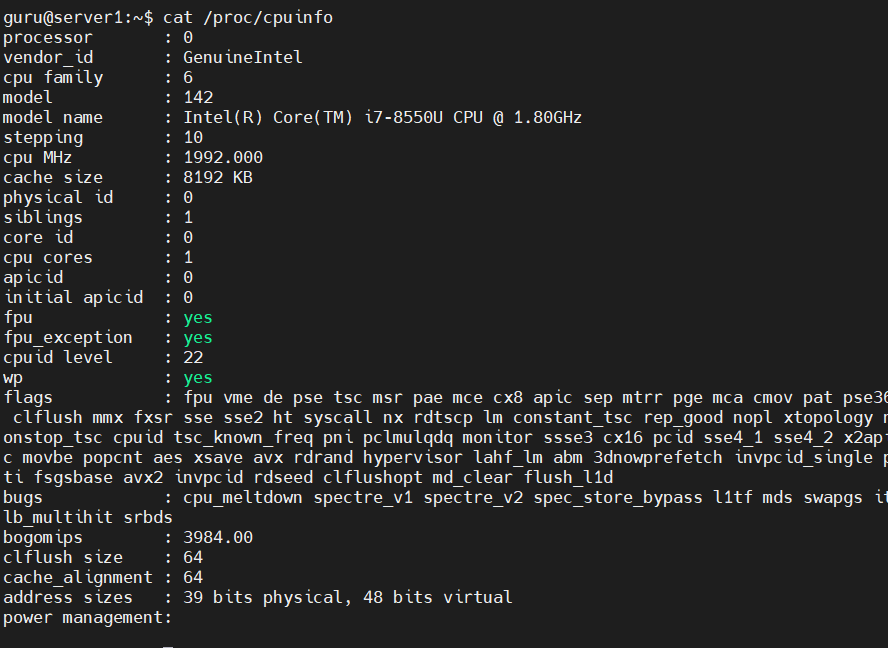 guru@server1:~$ cat /proc/cpuinfo
processor       : 0
vendor_id       : GenuineIntel
cpu family      : 6
model           : 142
model name      : Intel(R) Core(TM) i7-8550U CPU @ 1.80GHz
stepping        : 10
cpu MHz         : 1992.000
cache size      : 8192 KB
physical id     : 0
siblings        : 1
core id         : 0
cpu cores       : 1
apicid          : 0
initial apicid  : 0
fpu             : yes
fpu_exception   : yes
cpuid level     : 22
wp              : yes
flags           : fpu vme de pse tsc msr pae mce cx8 apic sep mtrr pge mca cmov pat pse36
 clflush mmx fxsr sse sse2 ht syscall nx rdtscp lm constant_tsc rep_good nopl xtopology n
onstop_tsc cpuid tsc_known_freq pni pclmulqdq monitor ssse3 cx16 pcid sse4_1 sse4_2 x2api
c movbe popcnt aes xsave avx rdrand hypervisor lahf_lm abm 3dnowprefetch invpcid_single p
ti fsgsbase avx2 invpcid rdseed clflushopt md_clear flush_l1d
bugs            : cpu_meltdown spectre_v1 spectre_v2 spec_store_bypass l1tf mds swapgs it
lb_multihit srbds
bogomips        : 3984.00
clflush size    : 64
cache_alignment : 64
address sizes   : 39 bits physical, 48 bits virtual
power management: